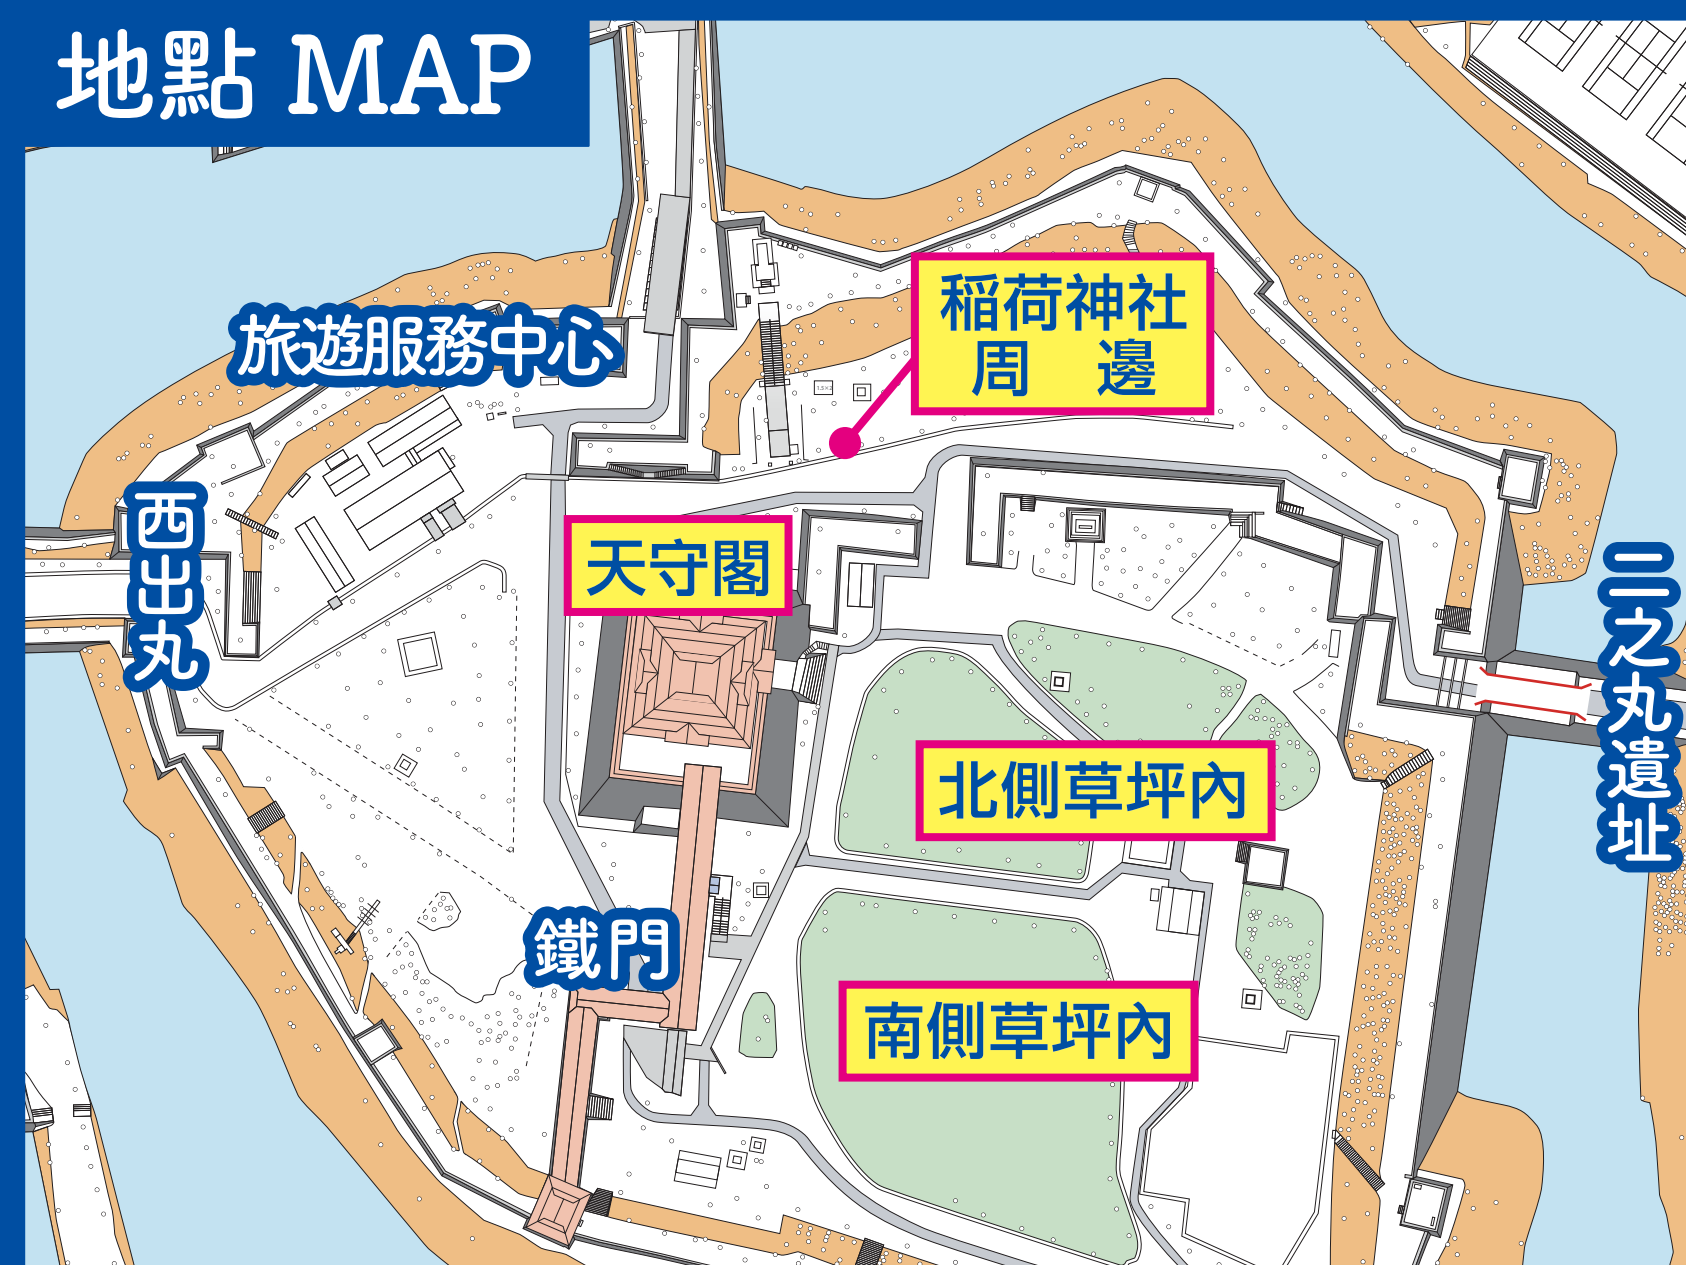 地點 MAP
稲荷神社
周　邊
旅遊服務中心
西出丸
天守閣
二之丸遺址
北側草坪內
鐵門
南側草坪內